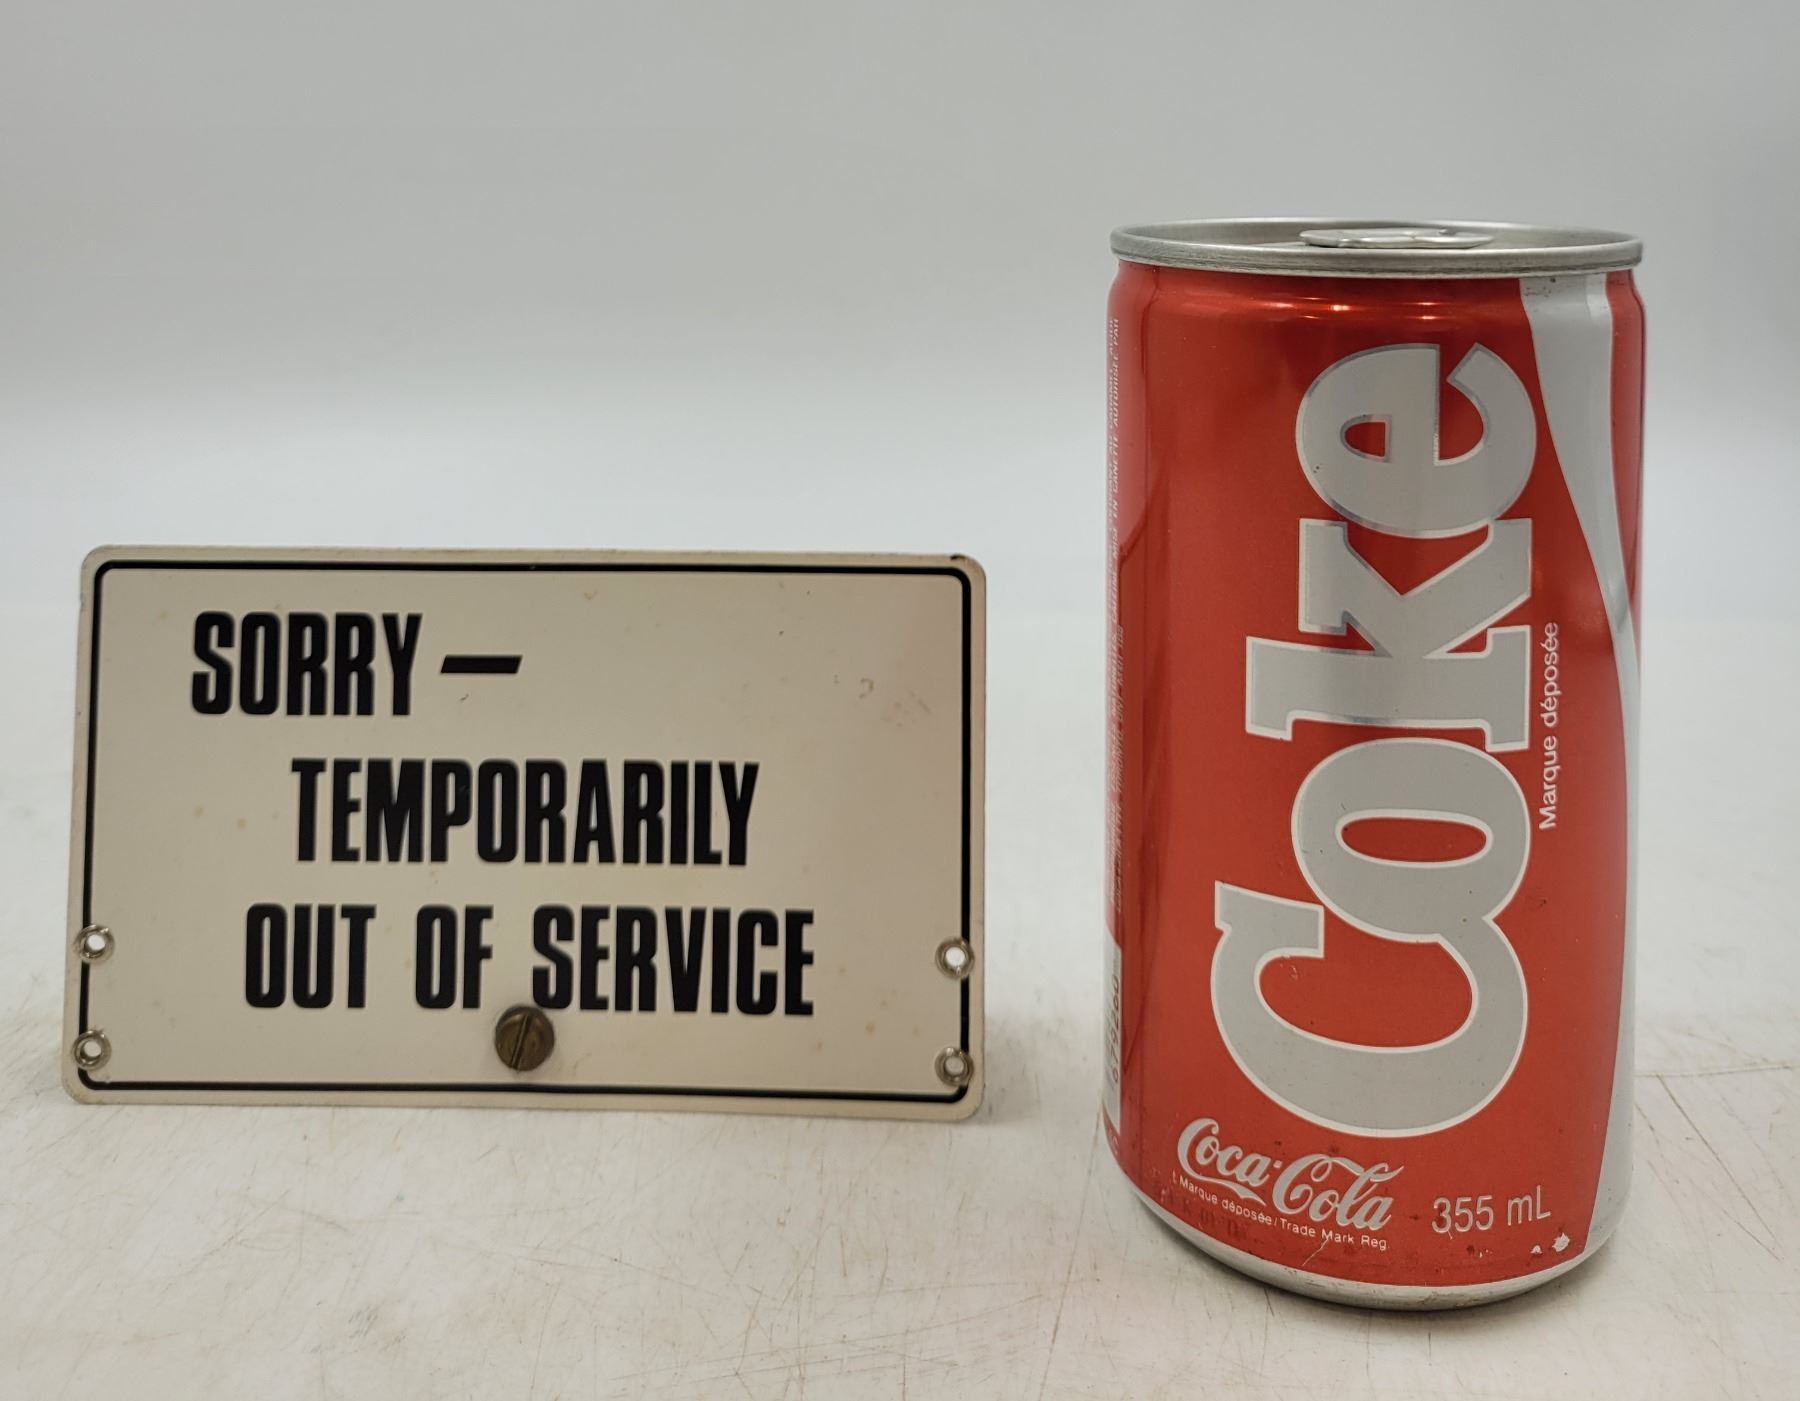 SORRY—
TEMPORARILY
OUT OF SERVICE
Coke
Marque déposée
Coca-Cola
Marque déposée / Trade Mark Reg
355 mL